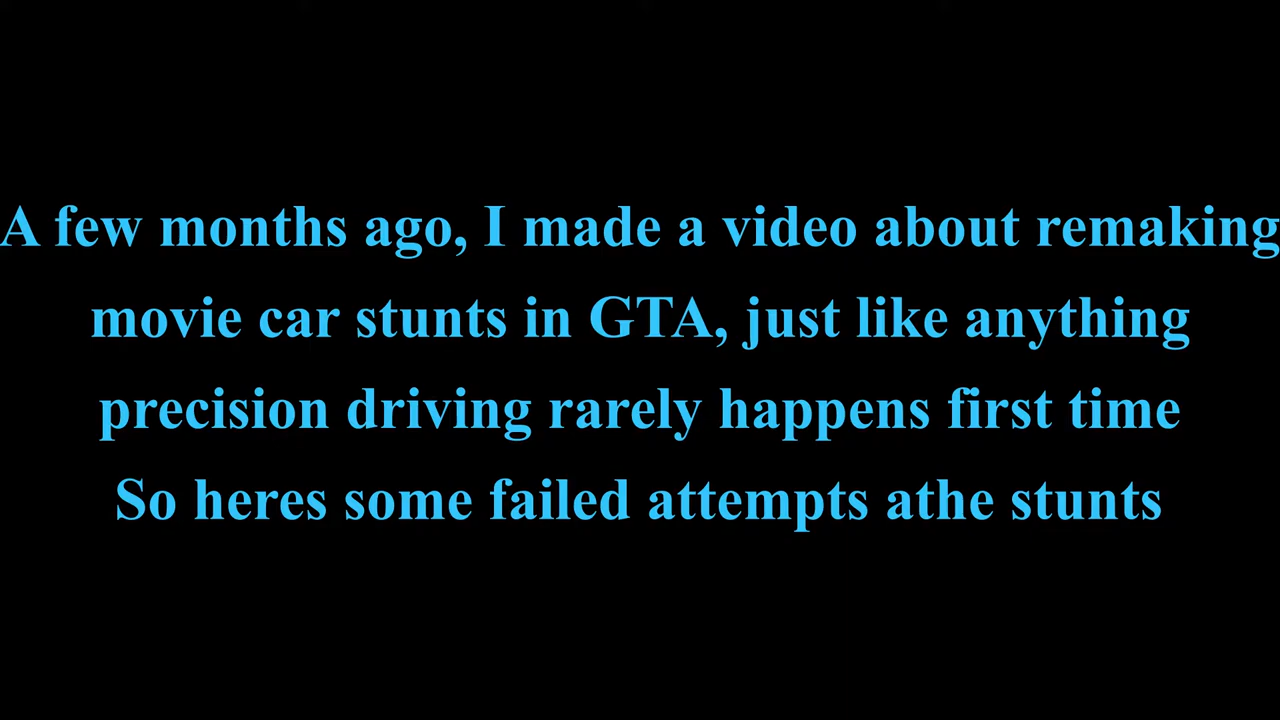 A few months ago, I made a video about remaking
movie car stunts in GTA, just like anything
precision driving rarely happens first time
So heres some failed attempts athe stunts